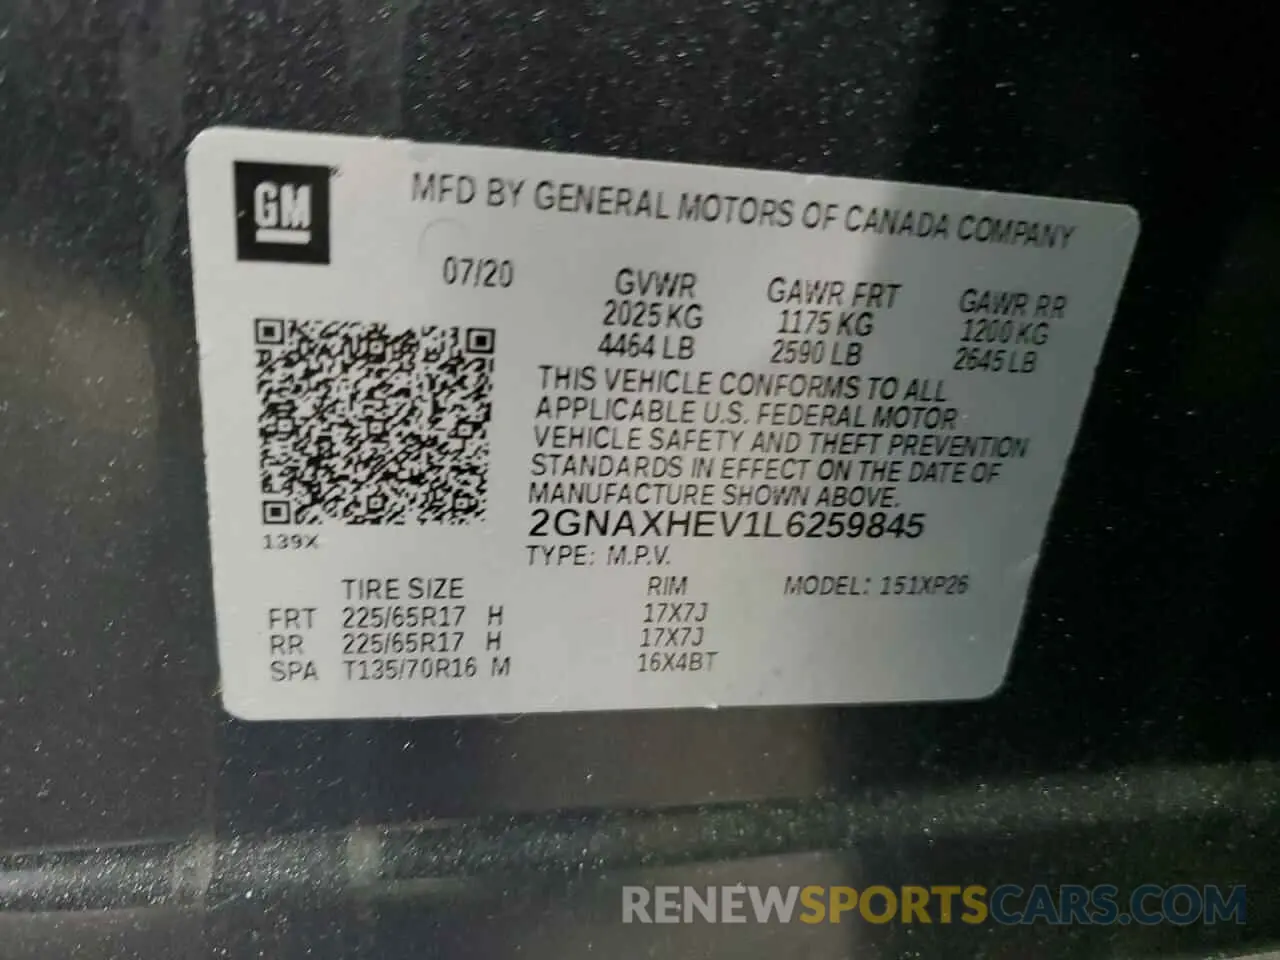 GM
MFD BY GENERAL MOTORS OF CANADA COMPANY
07/20
GVWR GAWR FRT GAWR RR
2025 KG 1175 KG 1200 KG
4464 LB 2590 LB 2645 LB
THIS VEHICLE CONFORMS TO ALL
APPLICABLE U.S. FEDERAL MOTOR
VEHICLE SAFETY AND THEFT PREVENTION
STANDARDS IN EFFECT ON THE DATE OF
MANUFACTURE SHOWN ABOVE.
2GNAXHEV1L6259845
139X
TYPE: M.P.V.
TIRE SIZE RIM MODEL: 151XP26
FRT 225/65R17 H 17X7J
RR 225/65R17 H 17X7J
SPA T135/70R16 M 16X4BT
RENEWSPORTSCARS.COM